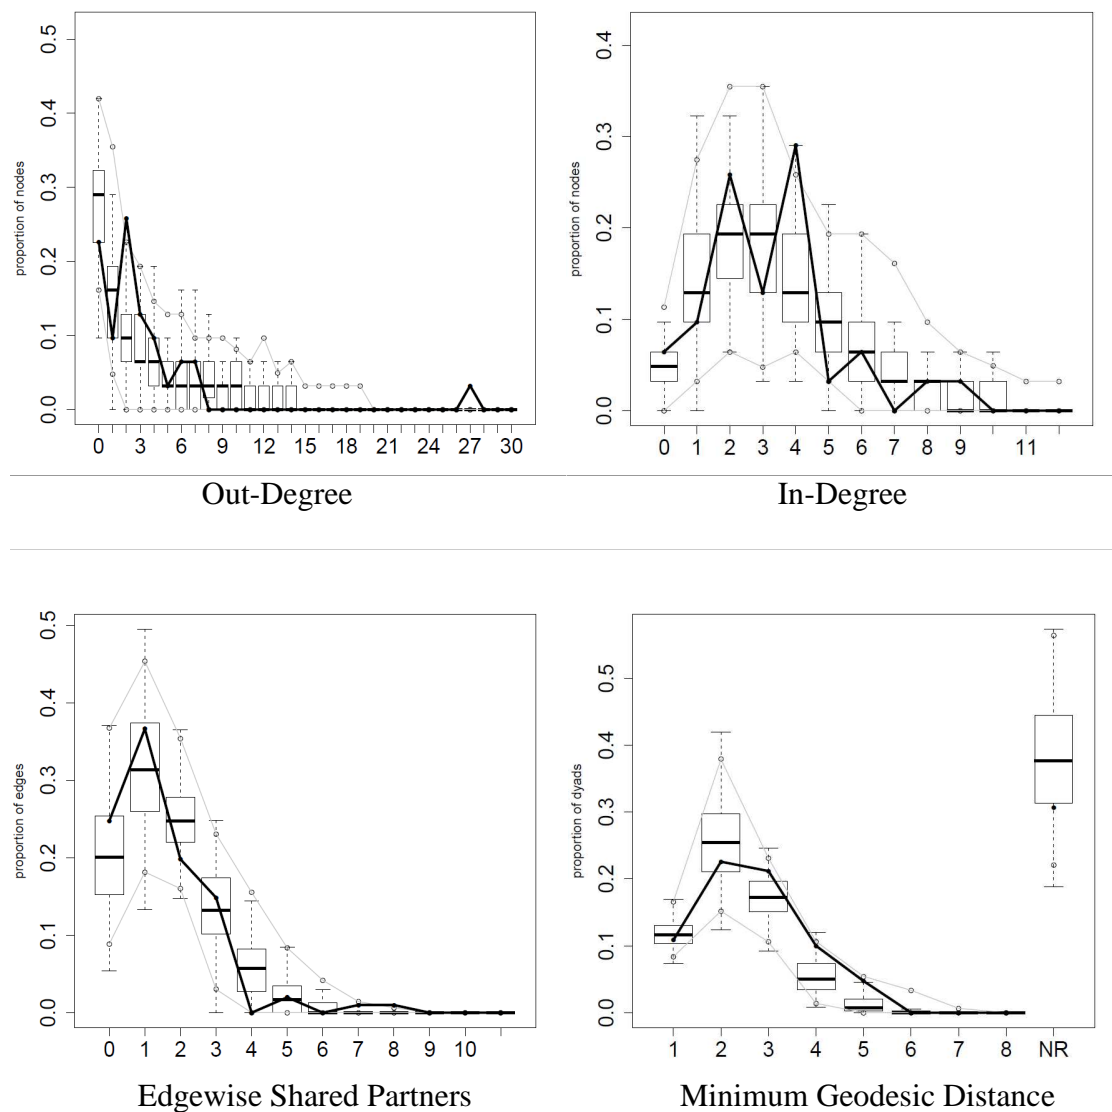 0.5
0.4
0.3
0.2
0.1
0.0
proportion of nodes
0 3 6 9 12 15 18 21 24 27 30
Out-Degree
0.4
0.3
0.2
0.1
0.0
proportion of nodes
0 1 2 3 4 5 6 7 8 9 11
In-Degree
0.5
0.4
0.3
0.2
0.1
0.0
proportion of edges
0 1 2 3 4 5 6 7 8 9 10
Edgewise Shared Partners
0.5
0.4
0.3
0.2
0.1
0.0
proportion of dyads
1 2 3 4 5 6 7 8 NR
Minimum Geodesic Distance